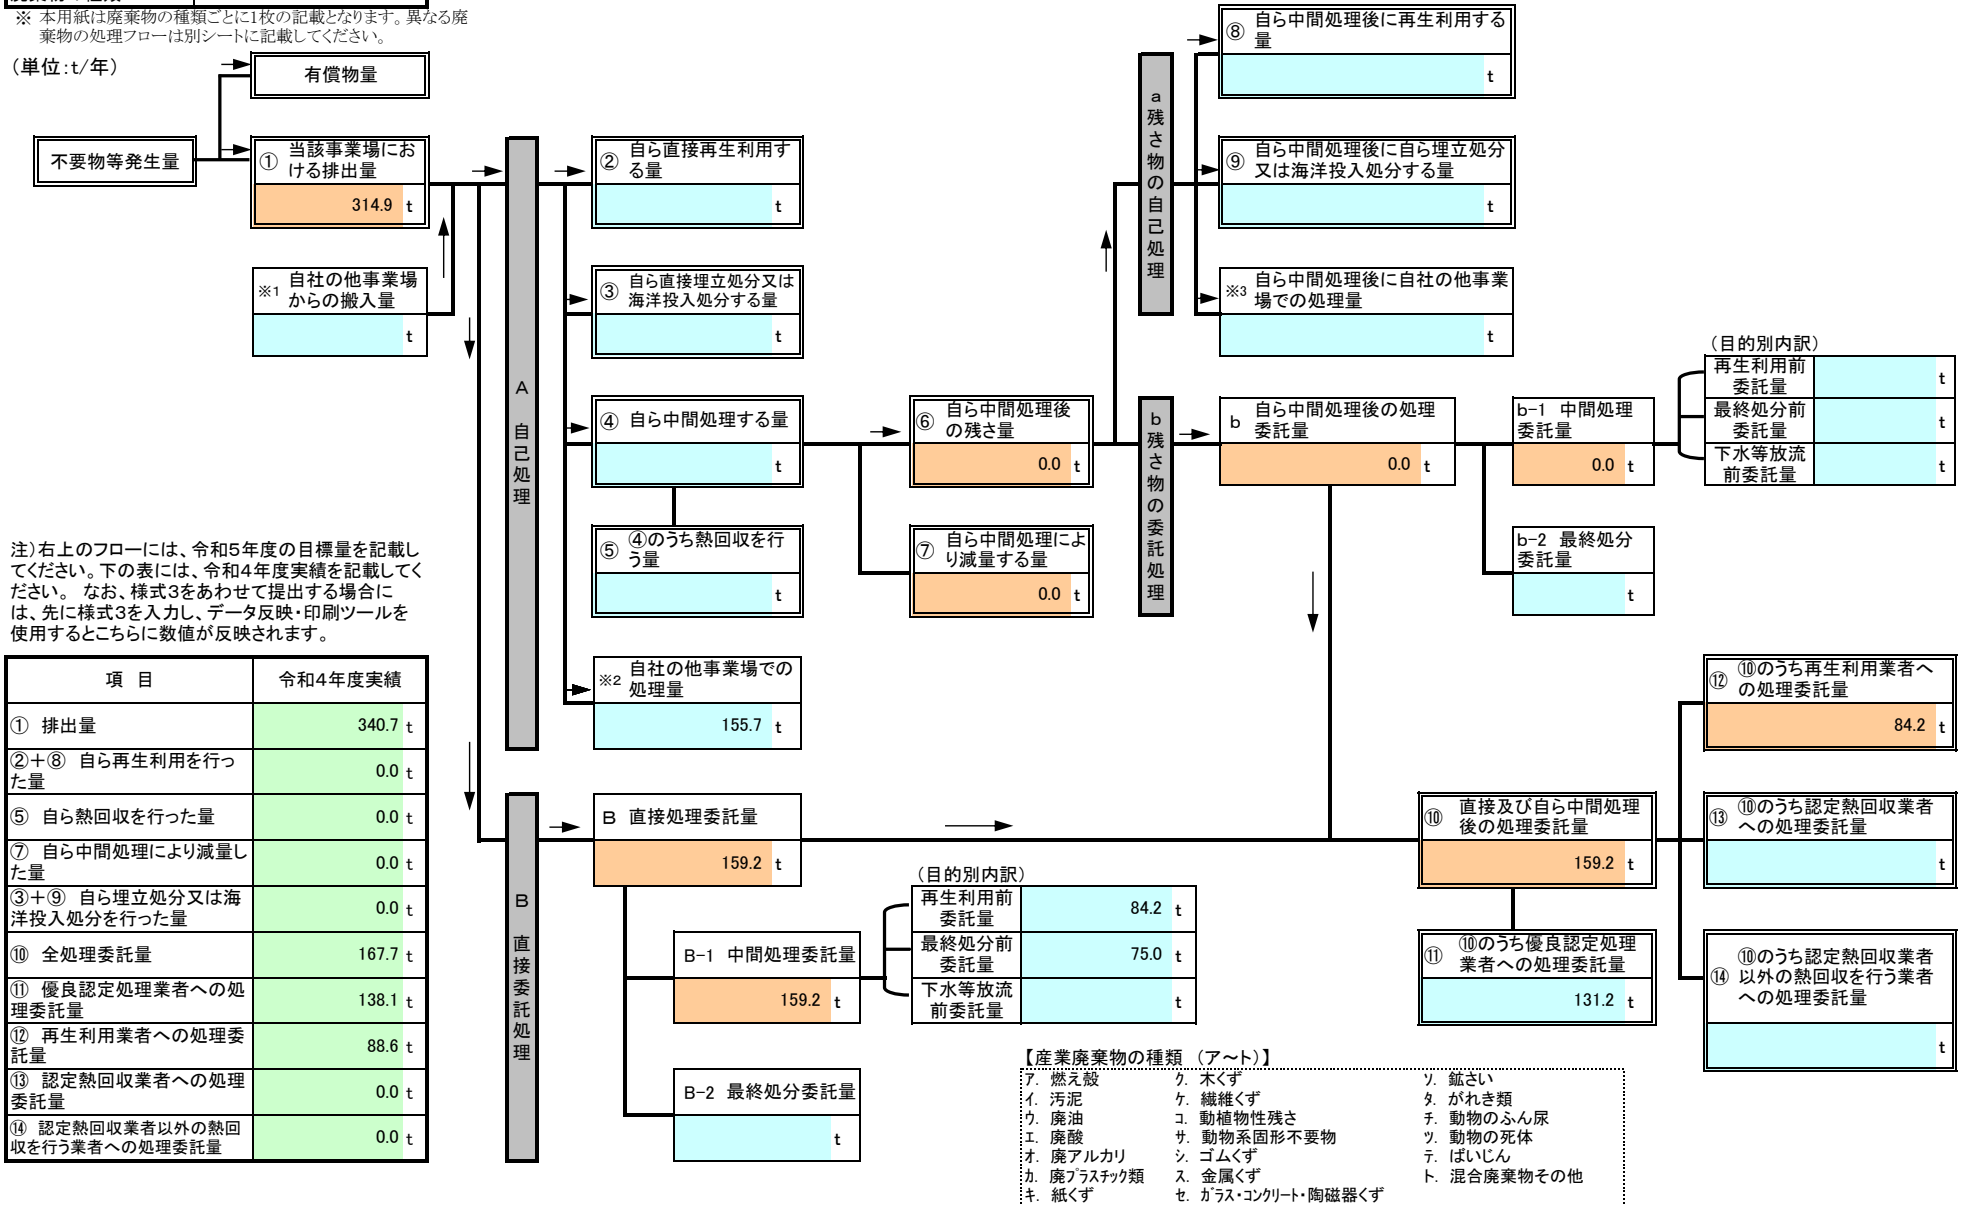 ※ 本用紙は廃棄物の種類ごとに1枚の記載となります。異なる廃
棄物の処理フローは別シートに記載してください。
（単位:t/年）
有償物量
不要物等発生量
① 当該事業場にお
ける排出量
314.9 t
※1 自社の他事業場
からの搬入量
t
A 自己処理
② 自ら直接再生利用す
る量
t
③ 自ら直接埋立処分又は
海洋投入処分する量
t
④ 自ら中間処理する量
t
⑤ ④のうち熱回収を行
う量
t
※2 自社の他事業場での
処理量
155.7 t
⑥ 自ら中間処理後
の残さ量
0.0 t
⑦ 自ら中間処理によ
り減量する量
0.0 t
a 残さ物の自己処理
⑧ 自ら中間処理後に再生利用する
量
t
⑨ 自ら中間処理後に自ら埋立処分
又は海洋投入処分する量
t
※3 自ら中間処理後に自社の他事業
場での処理量
t
b 残さ物の委託処理
b 自ら中間処理後の処理
委託量
0.0 t
b-1 中間処理
委託量
0.0 t
（目的別内訳）
再生利用前
委託量
t
最終処分前
委託量
t
下水等放流
前委託量
t
b-2 最終処分
委託量
t
注）右上のフローには、令和５年度の目標量を記載し
てください。下の表には、令和４年度実績を記載してく
ださい。 なお、様式３をあわせて提出する場合に
は、先に様式３を入力し、データ反映・印刷ツールを
使用するとこちらに数値が反映されます。
項 目 令和４年度実績
① 排出量 340.7 t
②＋⑧ 自ら再生利用を行っ
た量 0.0 t
⑤ 自ら熱回収を行った量 0.0 t
⑦ 自ら中間処理により減量し
た量 0.0 t
③＋⑨ 自ら埋立処分又は海
洋投入処分を行った量 0.0 t
⑩ 全処理委託量 167.7 t
⑪ 優良認定処理業者への処
理委託量 138.1 t
⑫ 再生利用業者への処理委
託量 88.6 t
⑬ 認定熱回収業者への処理
委託量 0.0 t
⑭ 認定熱回収業者以外の熱回
収を行う業者への処理委託量 0.0 t
B 直接委託処理
B 直接処理委託量
159.2 t
B-1 中間処理委託量
159.2 t
（目的別内訳）
再生利用前
委託量
84.2 t
最終処分前
委託量
75.0 t
下水等放流
前委託量
t
B-2 最終処分委託量
t
⑩ 直接及び自ら中間処理
後の処理委託量
159.2 t
⑪ ⑩のうち優良認定処理
業者への処理委託量
131.2 t
⑫ ⑩のうち再生利用業者へ
の処理委託量
84.2 t
⑬ ⑩のうち認定熱回収業者
への処理委託量
t
⑭ ⑩のうち認定熱回収業者
以外の熱回収を行う業者
への処理委託量
t
【産業廃棄物の種類 （ア～ト）】
ア. 燃え殻 ク. 木くず ソ. 鉱さい
イ. 汚泥 ケ. 繊維くず タ. がれき類
ウ. 廃油 コ. 動植物性残さ チ. 動物のふん尿
エ. 廃酸 サ. 動物系固形不要物 ツ. 動物の死体
オ. 廃アルカリ シ. ゴムくず テ. ばいじん
カ. 廃プラスチック類 ス. 金属くず ト. 混合廃棄物その他
キ. 紙くず セ. ガラス・コンクリート・陶磁器くず